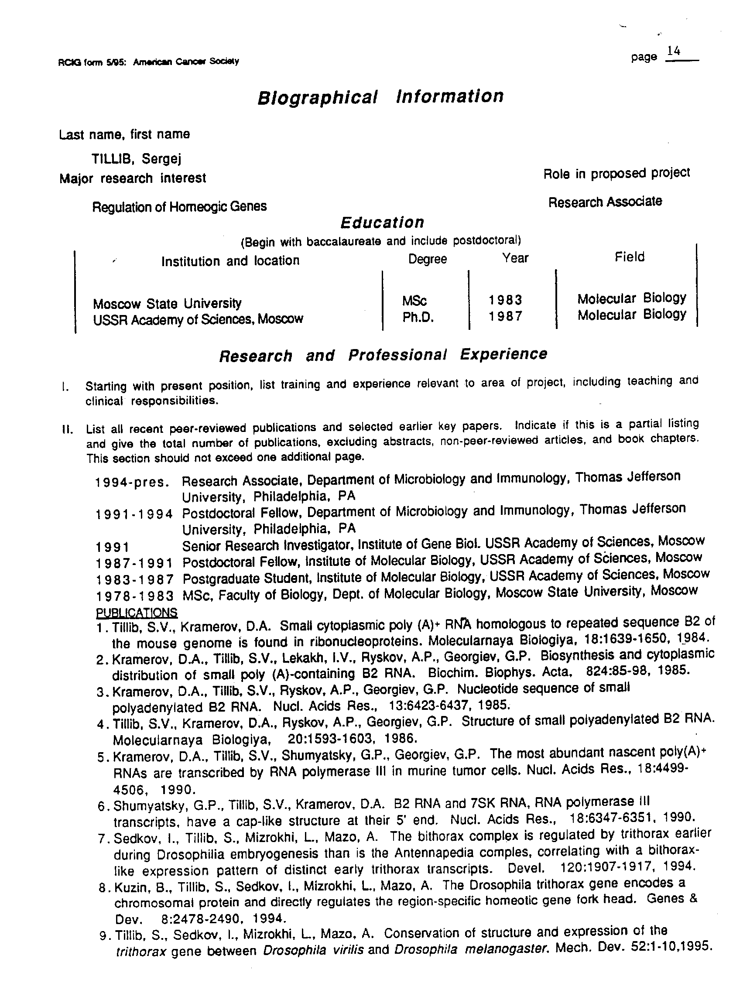 RCIG form 5/95: American Cancer Society
page 14
Biographical Information
Last name, first name
TILLIB, Sergej
Major research interest
Role in proposed project
Regulation of Homeogic Genes
Research Associate
Education
(Begin with baccalaureate and include postdoctoral)
Institution and location Degree Year Field
Moscow State University MSc 1983 Molecular Biology
USSR Academy of Sciences, Moscow Ph.D. 1987 Molecular Biology
Research and Professional Experience
I. Starting with present position, list training and experience relevant to area of project, including teaching and
clinical responsibilities.
II. List all recent peer-reviewed publications and selected earlier key papers. Indicate if this is a partial listing
and give the total number of publications, excluding abstracts, non-peer-reviewed articles, and book chapters.
This section should not exceed one additional page.
1994-pres. Research Associate, Department of Microbiology and Immunology, Thomas Jefferson
University, Philadelphia, PA
1991-1994 Postdoctoral Fellow, Department of Microbiology and Immunology, Thomas Jefferson
University, Philadelphia, PA
1991 Senior Research Investigator, Institute of Gene Biol. USSR Academy of Sciences, Moscow
1987-1991 Postdoctoral Fellow, Institute of Molecular Biology, USSR Academy of Sciences, Moscow
1983-1987 Postgraduate Student, Institute of Molecular Biology, USSR Academy of Sciences, Moscow
1978-1983 MSc, Faculty of Biology, Dept. of Molecular Biology, Moscow State University, Moscow
PUBLICATIONS
1. Tillib, S.V., Kramerov, D.A. Small cytoplasmic poly (A)+ RNA homologous to repeated sequence B2 of
the mouse genome is found in ribonucleoproteins. Molecularnaya Biologiya, 18:1639-1650, 1984.
2. Kramerov, D.A., Tillib, S.V., Lekakh, I.V., Ryskov, A.P., Georgiev, G.P. Biosynthesis and cytoplasmic
distribution of small poly (A)-containing B2 RNA. Biochim. Biophys. Acta. 824:85-98, 1985.
3. Kramerov, D.A., Tillib, S.V., Ryskov, A.P., Georgiev, G.P. Nucleotide sequence of small
polyadenylated B2 RNA. Nucl. Acids Res., 13:6423-6437, 1985.
4. Tillib, S.V., Kramerov, D.A., Ryskov, A.P., Georgiev, G.P. Structure of small polyadenylated B2 RNA.
Molecularnaya Biologiya, 20:1593-1603, 1986.
5. Kramerov, D.A., Tillib, S.V., Shumyatsky, G.P., Georgiev, G.P. The most abundant nascent poly(A)+
RNAs are transcribed by RNA polymerase III in murine tumor cells. Nucl. Acids Res., 18:4499-
4506, 1990.
6. Shumyatsky, G.P., Tillib, S.V., Kramerov, D.A. B2 RNA and 7SK RNA, RNA polymerase III
transcripts, have a cap-like structure at their 5' end. Nucl. Acids Res., 18:6347-6351, 1990.
7. Sedkov, I., Tillib, S., Mizrokhi, L., Mazo, A. The bithorax complex is regulated by trithorax earlier
during Drosophilia embryogenesis than is the Antennapedia comples, correlating with a bithorax-
like expression pattern of distinct early trithorax transcripts. Devel. 120:1907-1917, 1994.
8. Kuzin, B., Tillib, S., Sedkov, I., Mizrokhi, L., Mazo, A. The Drosophila trithorax gene encodes a
chromosomal protein and directly regulates the region-specific homeotic gene fork head. Genes &
Dev. 8:2478-2490, 1994.
9. Tillib, S., Sedkov, I., Mizrokhi, L., Mazo, A. Conservation of structure and expression of the
trithorax gene between Drosophila virilis and Drosophila melanogaster. Mech. Dev. 52:1-10,1995.